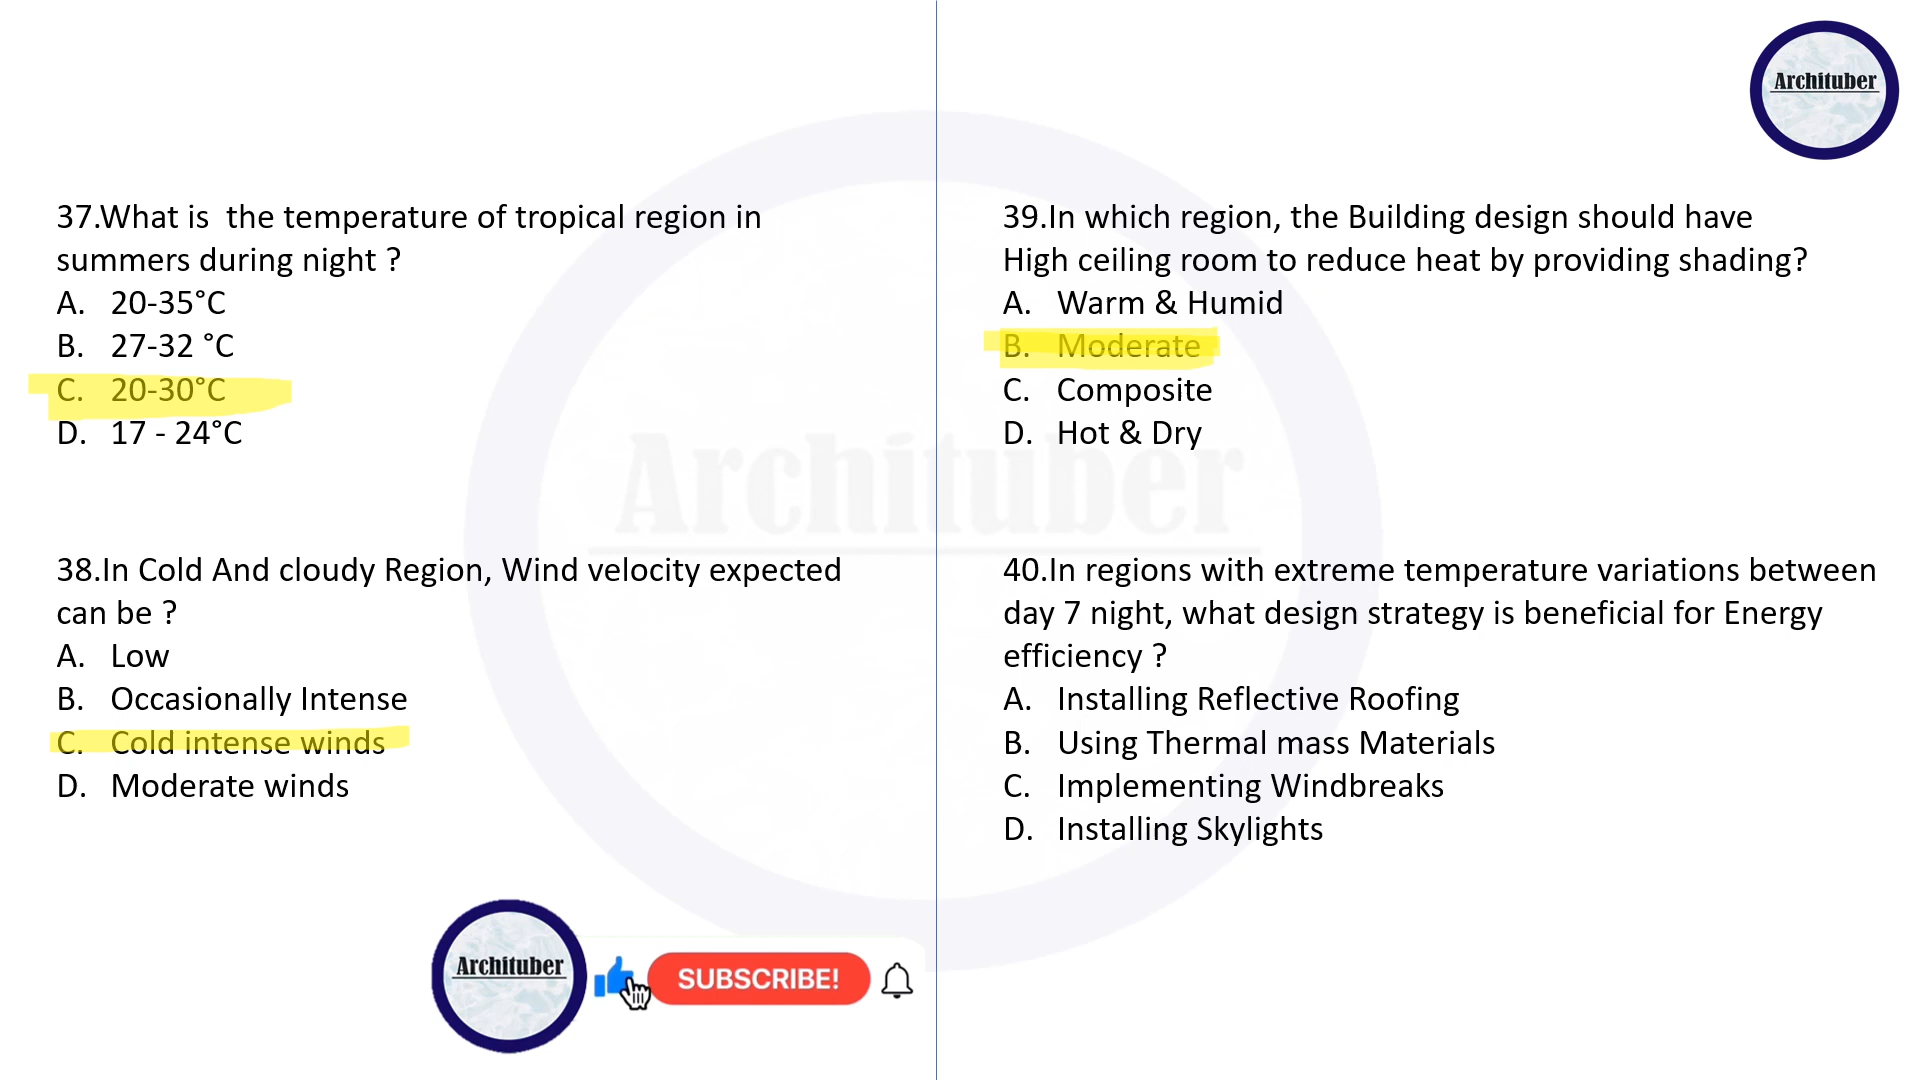 Archituber
37.What is  the temperature of tropical region in
summers during night ?
A. 20-35°C
B. 27-32 °C
C. 20-30°C
D. 17 - 24°C
38.In Cold And cloudy Region, Wind velocity expected
can be ?
A. Low
B. Occasionally Intense
C. Cold intense winds
D. Moderate winds
39.In which region, the Building design should have
High ceiling room to reduce heat by providing shading?
A. Warm & Humid
B. Moderate
C. Composite
D. Hot & Dry
40.In regions with extreme temperature variations between
day 7 night, what design strategy is beneficial for Energy
efficiency ?
A. Installing Reflective Roofing
B. Using Thermal mass Materials
C. Implementing Windbreaks
D. Installing Skylights
Archituber
Archituber
SUBSCRIBE!